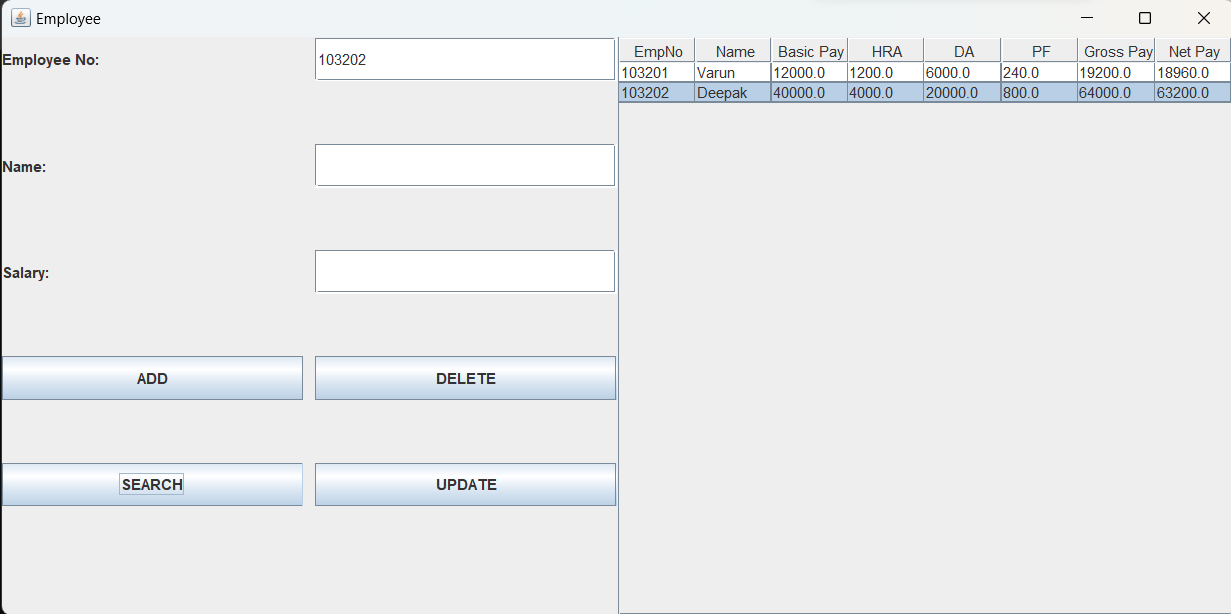 Employee
Employee No:
103202
Name:
Salary:
ADD
DELETE
SEARCH
UPDATE
EmpNo Name Basic Pay HRA DA PF Gross Pay Net Pay
103201 Varun 12000.0 1200.0 6000.0 240.0 19200.0 18960.0
103202 Deepak 40000.0 4000.0 20000.0 800.0 64000.0 63200.0